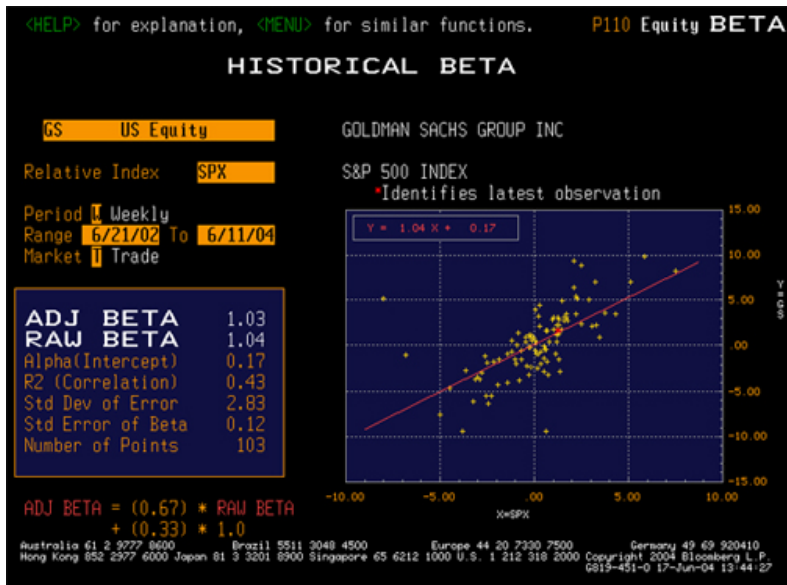 <HELP> for explanation, <MENU> for similar functions. P110 Equity BETA
HISTORICAL BETA
GS US Equity GOLDMAN SACHS GROUP INC
Relative Index SPX S&P 500 INDEX
*Identifies latest observation
Period W Weekly
Range 6/21/02 To 6/11/04
Market T Trade
Y = 1.04 X + 0.17
ADJ BETA 1.03
RAW BETA 1.04
Alpha(Intercept) 0.17
R2 (Correlation) 0.43
Std Dev of Error 2.83
Std Error of Beta 0.12
Number of Points 103
15.00
10.00
5.00
.00
-5.00
-10.00
-15.00
Y=GS
-10.00 -5.00 .00 5.00 10.00
X=SPX
ADJ BETA = (0.67) * RAW BETA
+ (0.33) * 1.0
Australia 61 2 9777 8600 Brazil 5511 3048 4500 Europe 44 20 7330 7500 Germany 49 69 920410
Hong Kong 852 2977 6000 Japan 81 3 3201 8900 Singapore 65 6212 1000 U.S. 1 212 318 2000 Copyright 2004 Bloomberg L.P.
G819-451-0 17-Jun-04 13:44:27